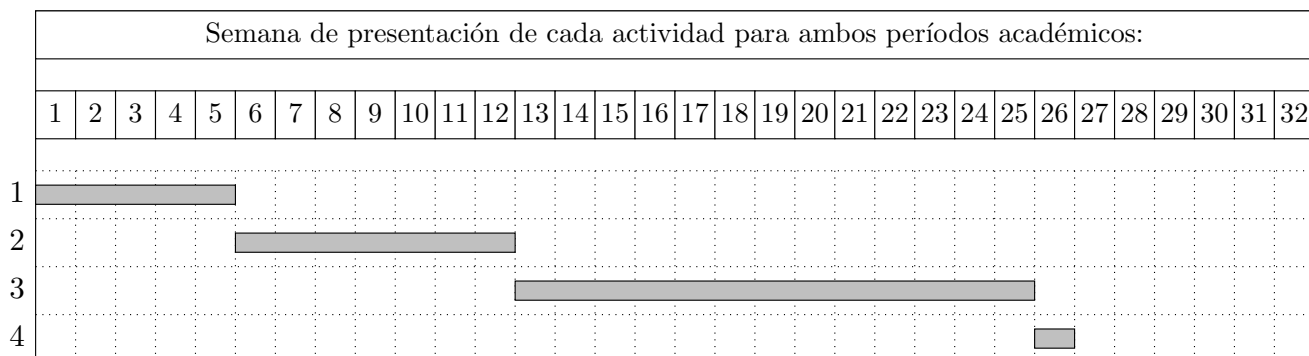 Semana de presentación de cada actividad para ambos períodos académicos:
1 2 3 4 5 6 7 8 9 10 11 12 13 14 15 16 17 18 19 20 21 22 23 24 25 26 27 28 29 30 31 32
1
2
3
4